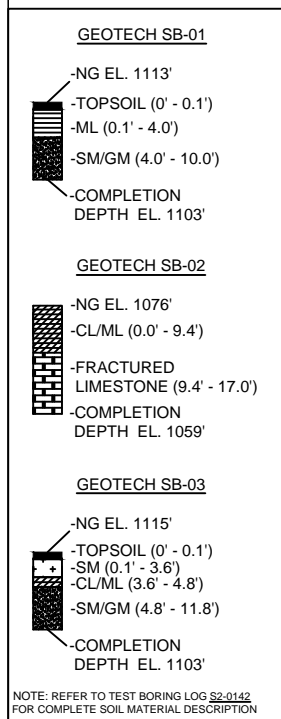 GEOTECH SB-01
-NG EL. 1113'
-TOPSOIL (0' - 0.1')
-ML (0.1' - 4.0')
-SM/GM (4.0' - 10.0')
-COMPLETION
DEPTH EL. 1103'
GEOTECH SB-02
-NG EL. 1076'
-CL/ML (0.0' - 9.4')
-FRACTURED
LIMESTONE (9.4' - 17.0')
-COMPLETION
DEPTH EL. 1059'
GEOTECH SB-03
-NG EL. 1115'
-TOPSOIL (0' - 0.1')
-SM (0.1' - 3.6')
-CL/ML (3.6' - 4.8')
-SM/GM (4.8' - 11.8')
-COMPLETION
DEPTH EL. 1103'
NOTE: REFER TO TEST BORING LOG S2-0142
FOR COMPLETE SOIL MATERIAL DESCRIPTION